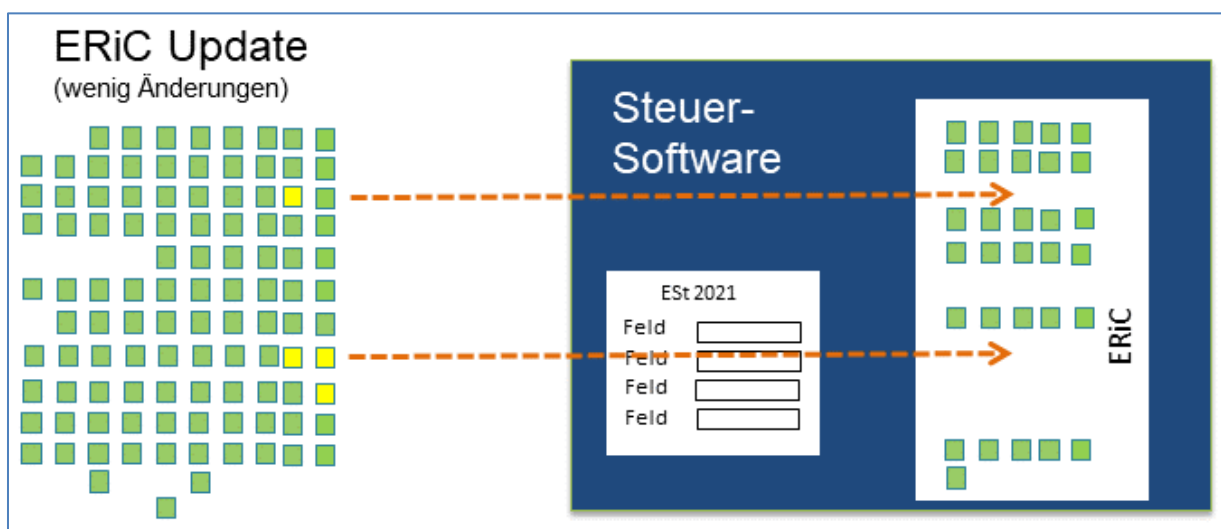 ERiC Update
(wenig Änderungen)
Steuer-
Software
ESt 2021
Feld
Feld
Feld
Feld
ERiC